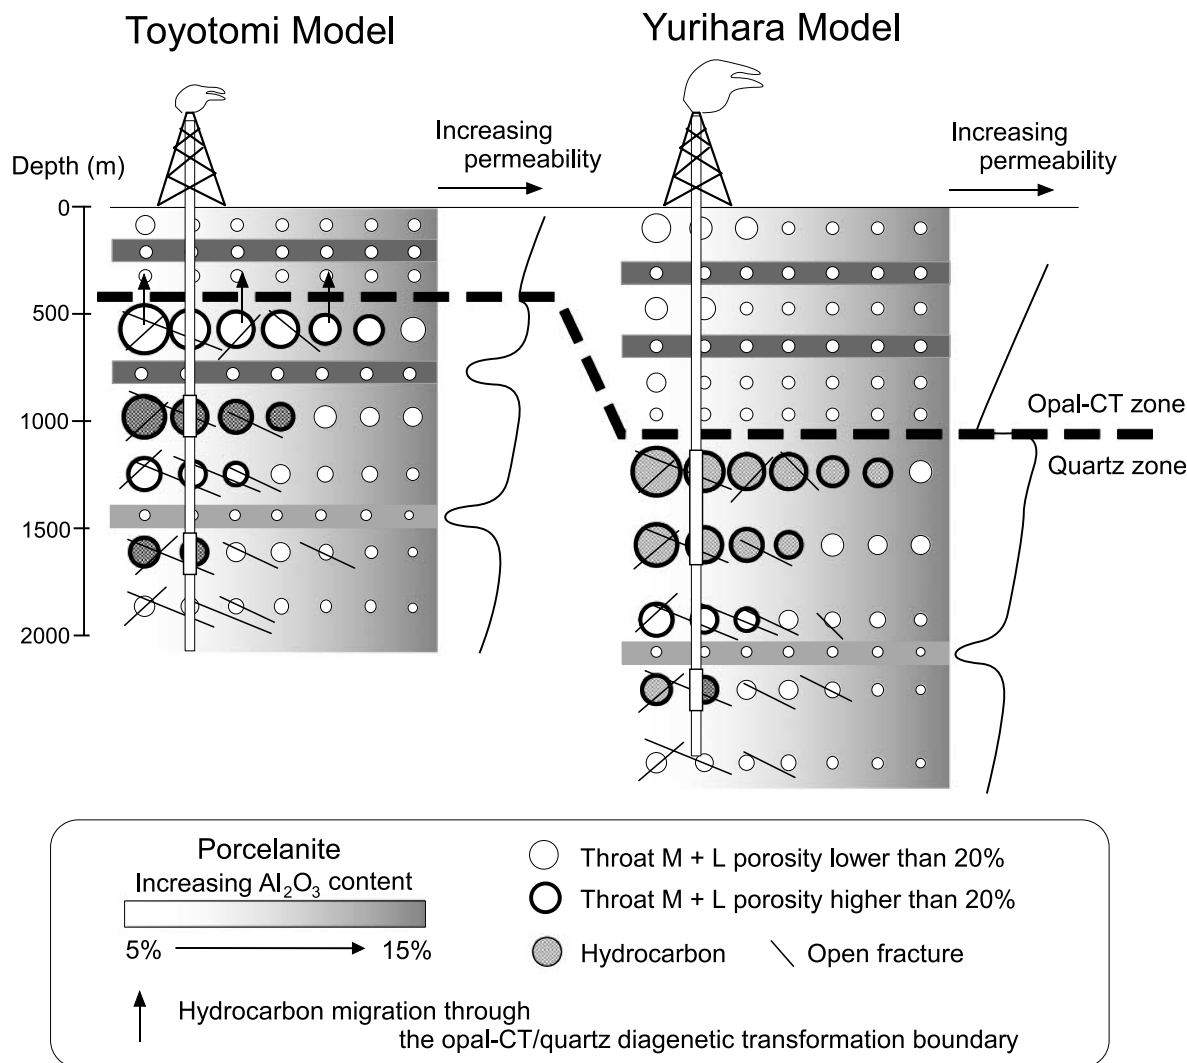 Toyotomi Model
Yurihara Model
Increasing
permeability
Increasing
permeability
Depth (m)
0
500
1000
1500
2000
Opal-CT zone
Quartz zone
Porcelanite
Increasing Al₂O₃ content
5%
15%
Throat M + L porosity lower than 20%
Throat M + L porosity higher than 20%
Hydrocarbon
Open fracture
Hydrocarbon migration through
the opal-CT/quartz diagenetic transformation boundary